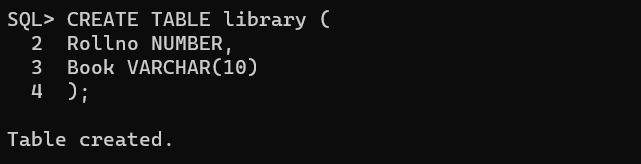 SQL> CREATE TABLE library (
  2  Rollno NUMBER,
  3  Book VARCHAR(10)
  4  );
Table created.